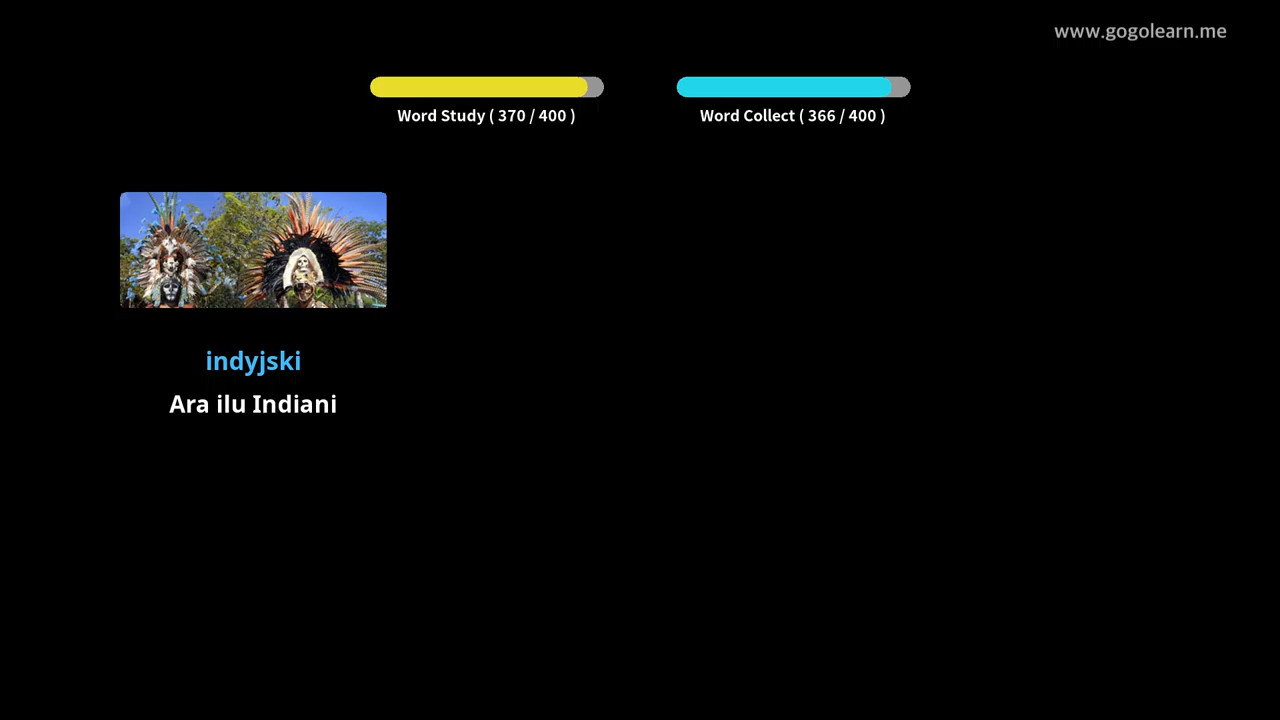 www.gogolearn.me
Word Study ( 370 / 400 )
Word Collect ( 366 / 400 )
indyjski
Ara ilu Indiani